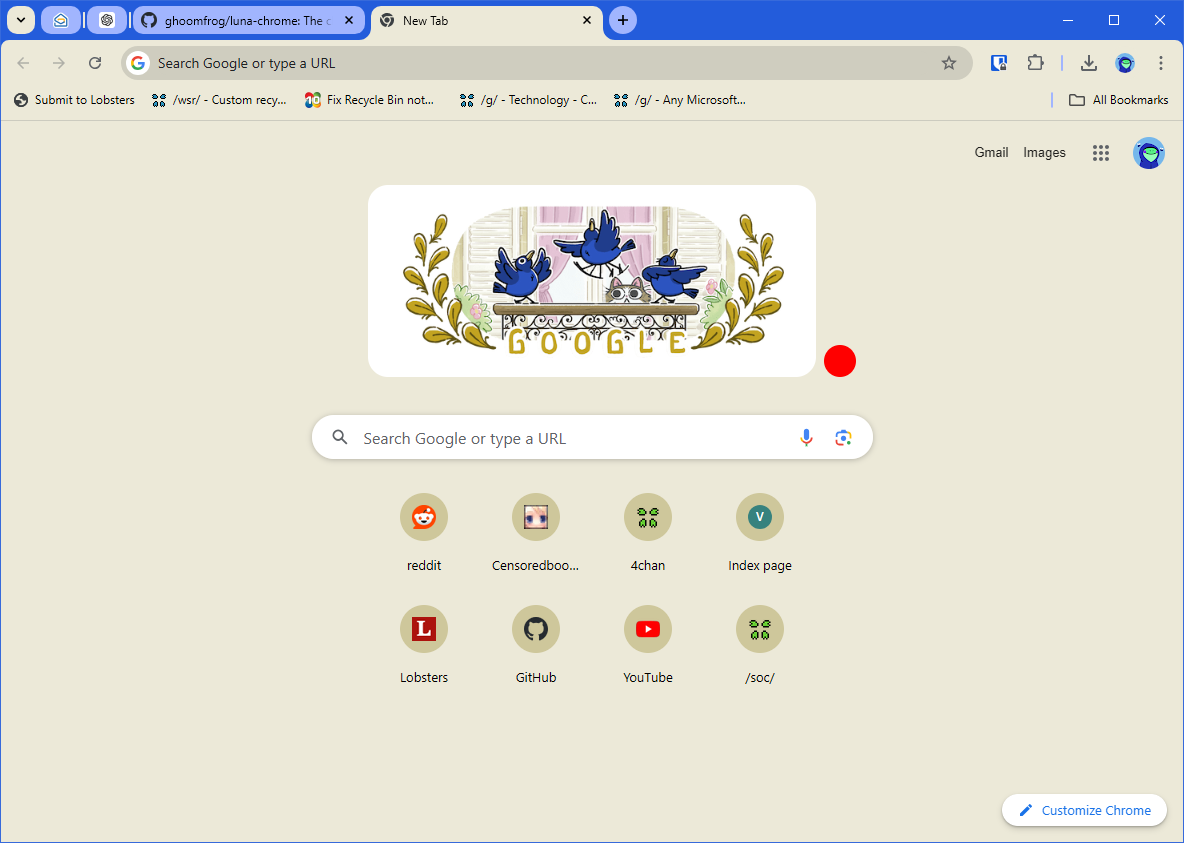 ghoomfrog/luna-chrome: The c
New Tab
Search Google or type a URL
Submit to Lobsters
/wsr/ - Custom recy...
Fix Recycle Bin not...
/g/ - Technology - C...
/g/ - Any Microsoft...
All Bookmarks
Gmail
Images
GOOGLE
Search Google or type a URL
reddit
Censoredboo...
4chan
V
Index page
L
Lobsters
GitHub
YouTube
/soc/
Customize Chrome